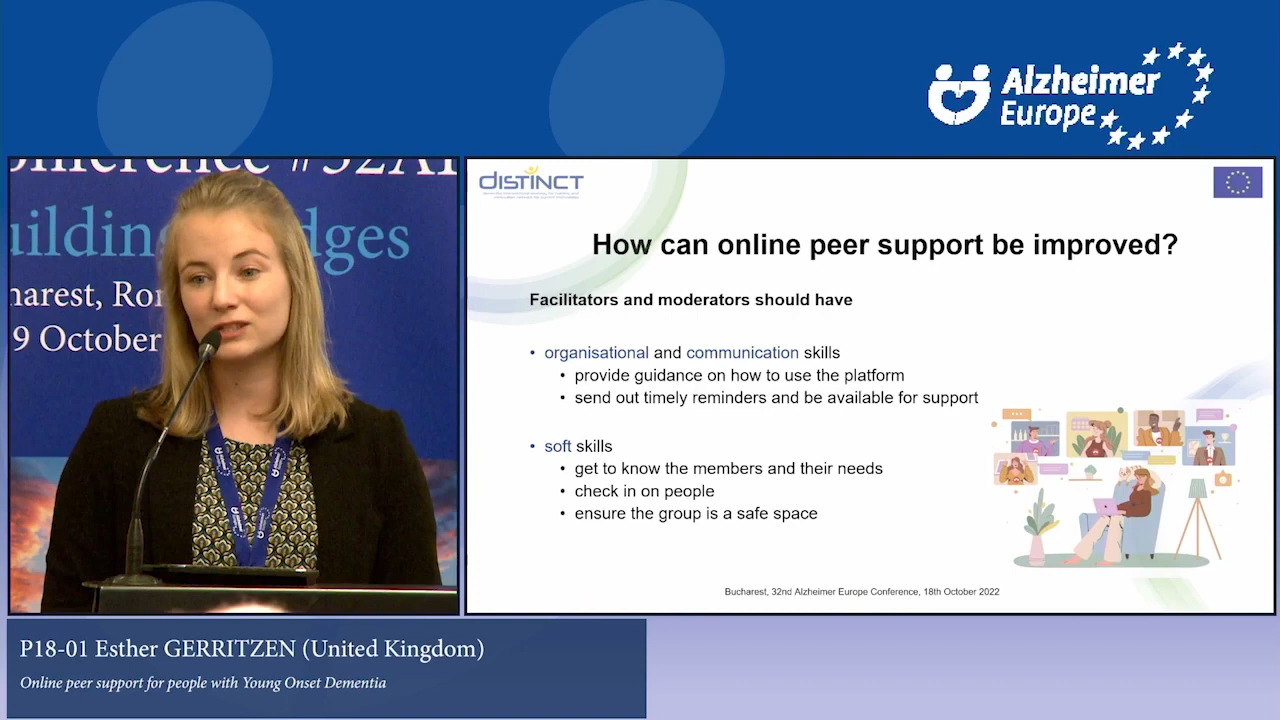 Alzheimer
Europe
uilding
dges
9 October
DISTINCT
How can online peer support be improved?
Facilitators and moderators should have
• organisational and communication skills
• provide guidance on how to use the platform
• send out timely reminders and be available for support
• soft skills
• get to know the members and their needs
• check in on people
• ensure the group is a safe space
Bucharest, 32nd Alzheimer Europe Conference, 18th October 2022
P18-01 Esther GERRITZEN (United Kingdom)
Online peer support for people with Young Onset Dementia